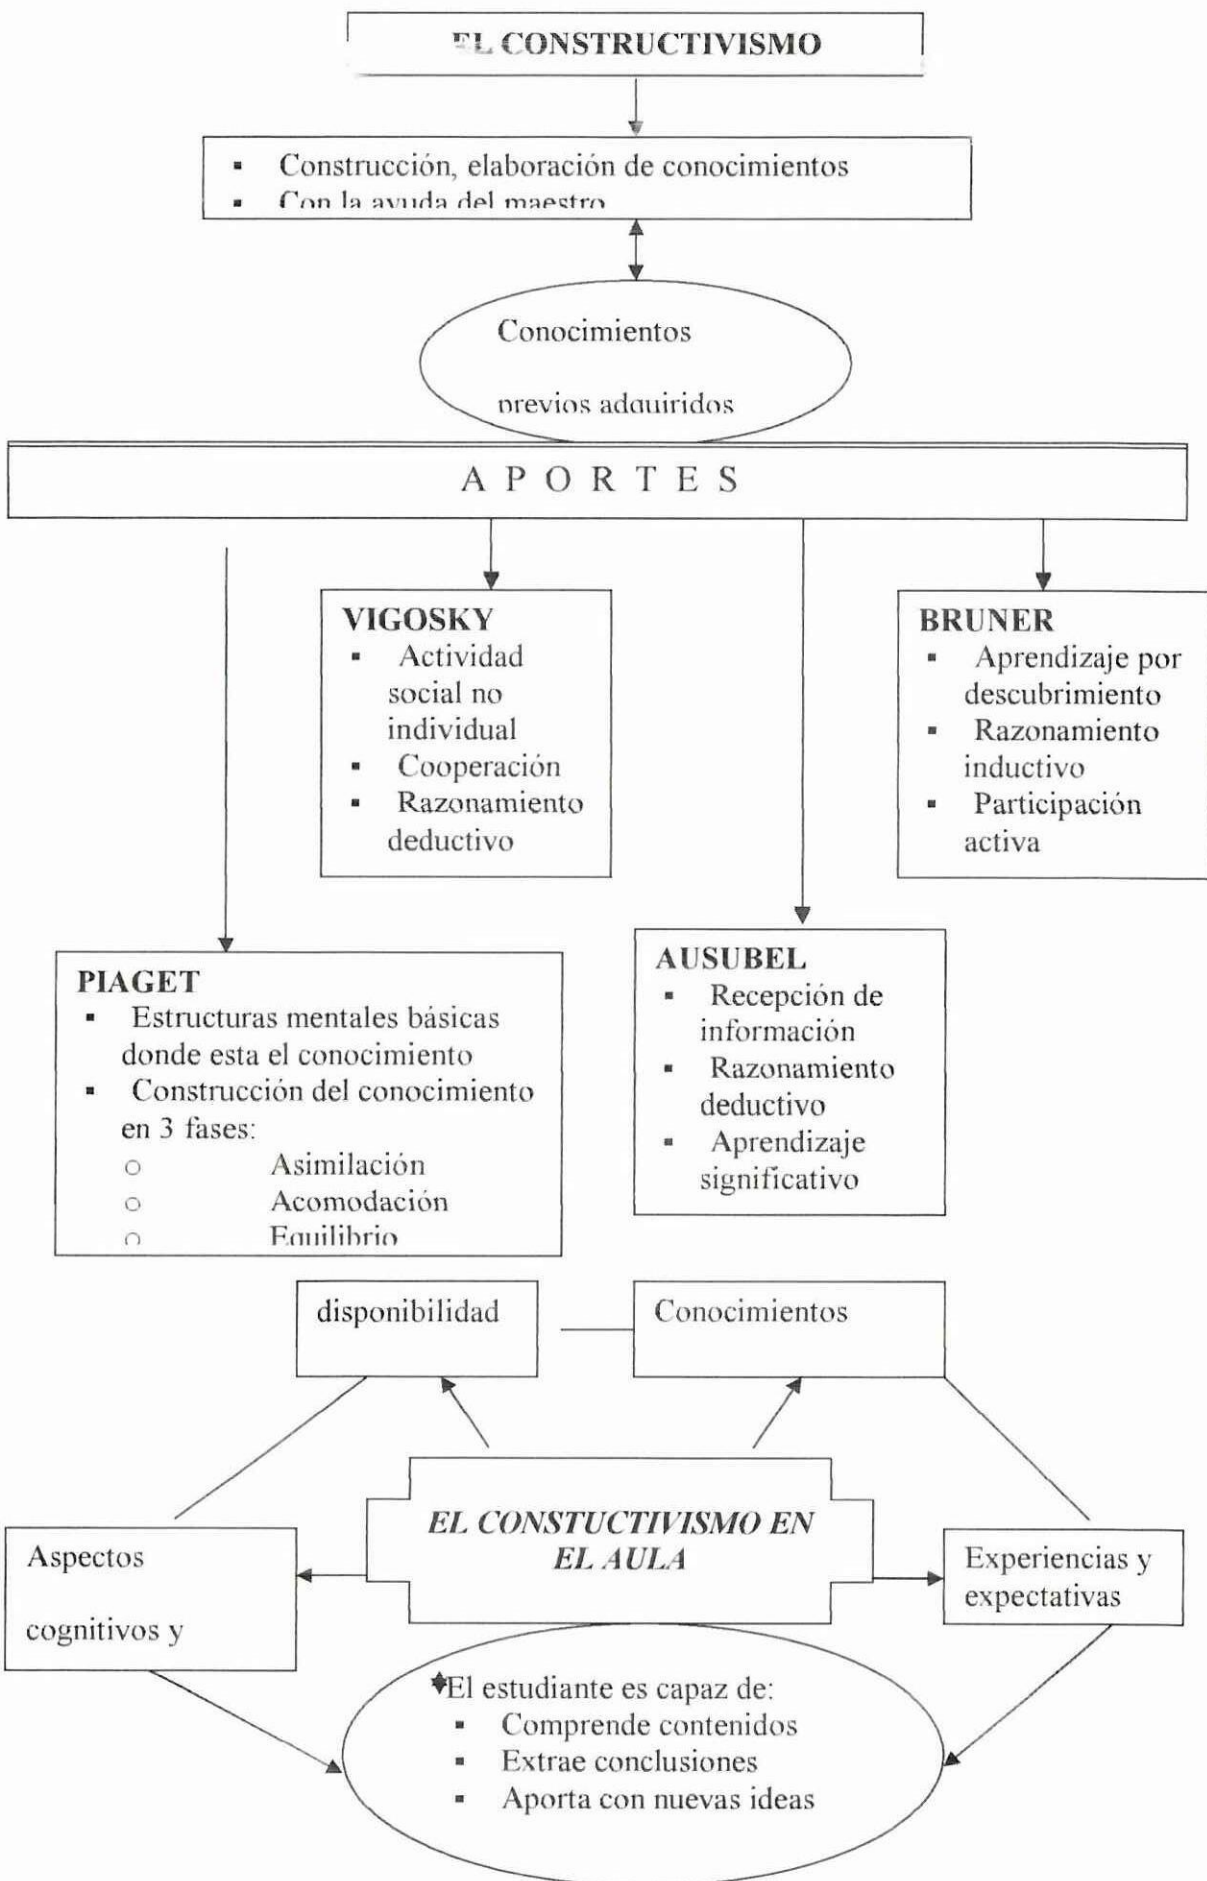 EL CONSTRUCTIVISMO
▪ Construcción, elaboración de conocimientos
▪ Con la ayuda del maestro
Conocimientos
previos adquiridos
A P O R T E S
VIGOSKY
▪ Actividad
social no
individual
▪ Cooperación
▪ Razonamiento
deductivo
BRUNER
▪ Aprendizaje por
descubrimiento
▪ Razonamiento
inductivo
▪ Participación
activa
PIAGET
▪ Estructuras mentales básicas
donde esta el conocimiento
▪ Construcción del conocimiento
en 3 fases:
○ Asimilación
○ Acomodación
○ Equilibrio
AUSUBEL
▪ Recepción de
información
▪ Razonamiento
deductivo
▪ Aprendizaje
significativo
disponibilidad
Conocimientos
EL CONSTUCTIVISMO EN
EL AULA
Aspectos
cognitivos y
Experiencias y
expectativas
El estudiante es capaz de:
▪ Comprende contenidos
▪ Extrae conclusiones
▪ Aporta con nuevas ideas